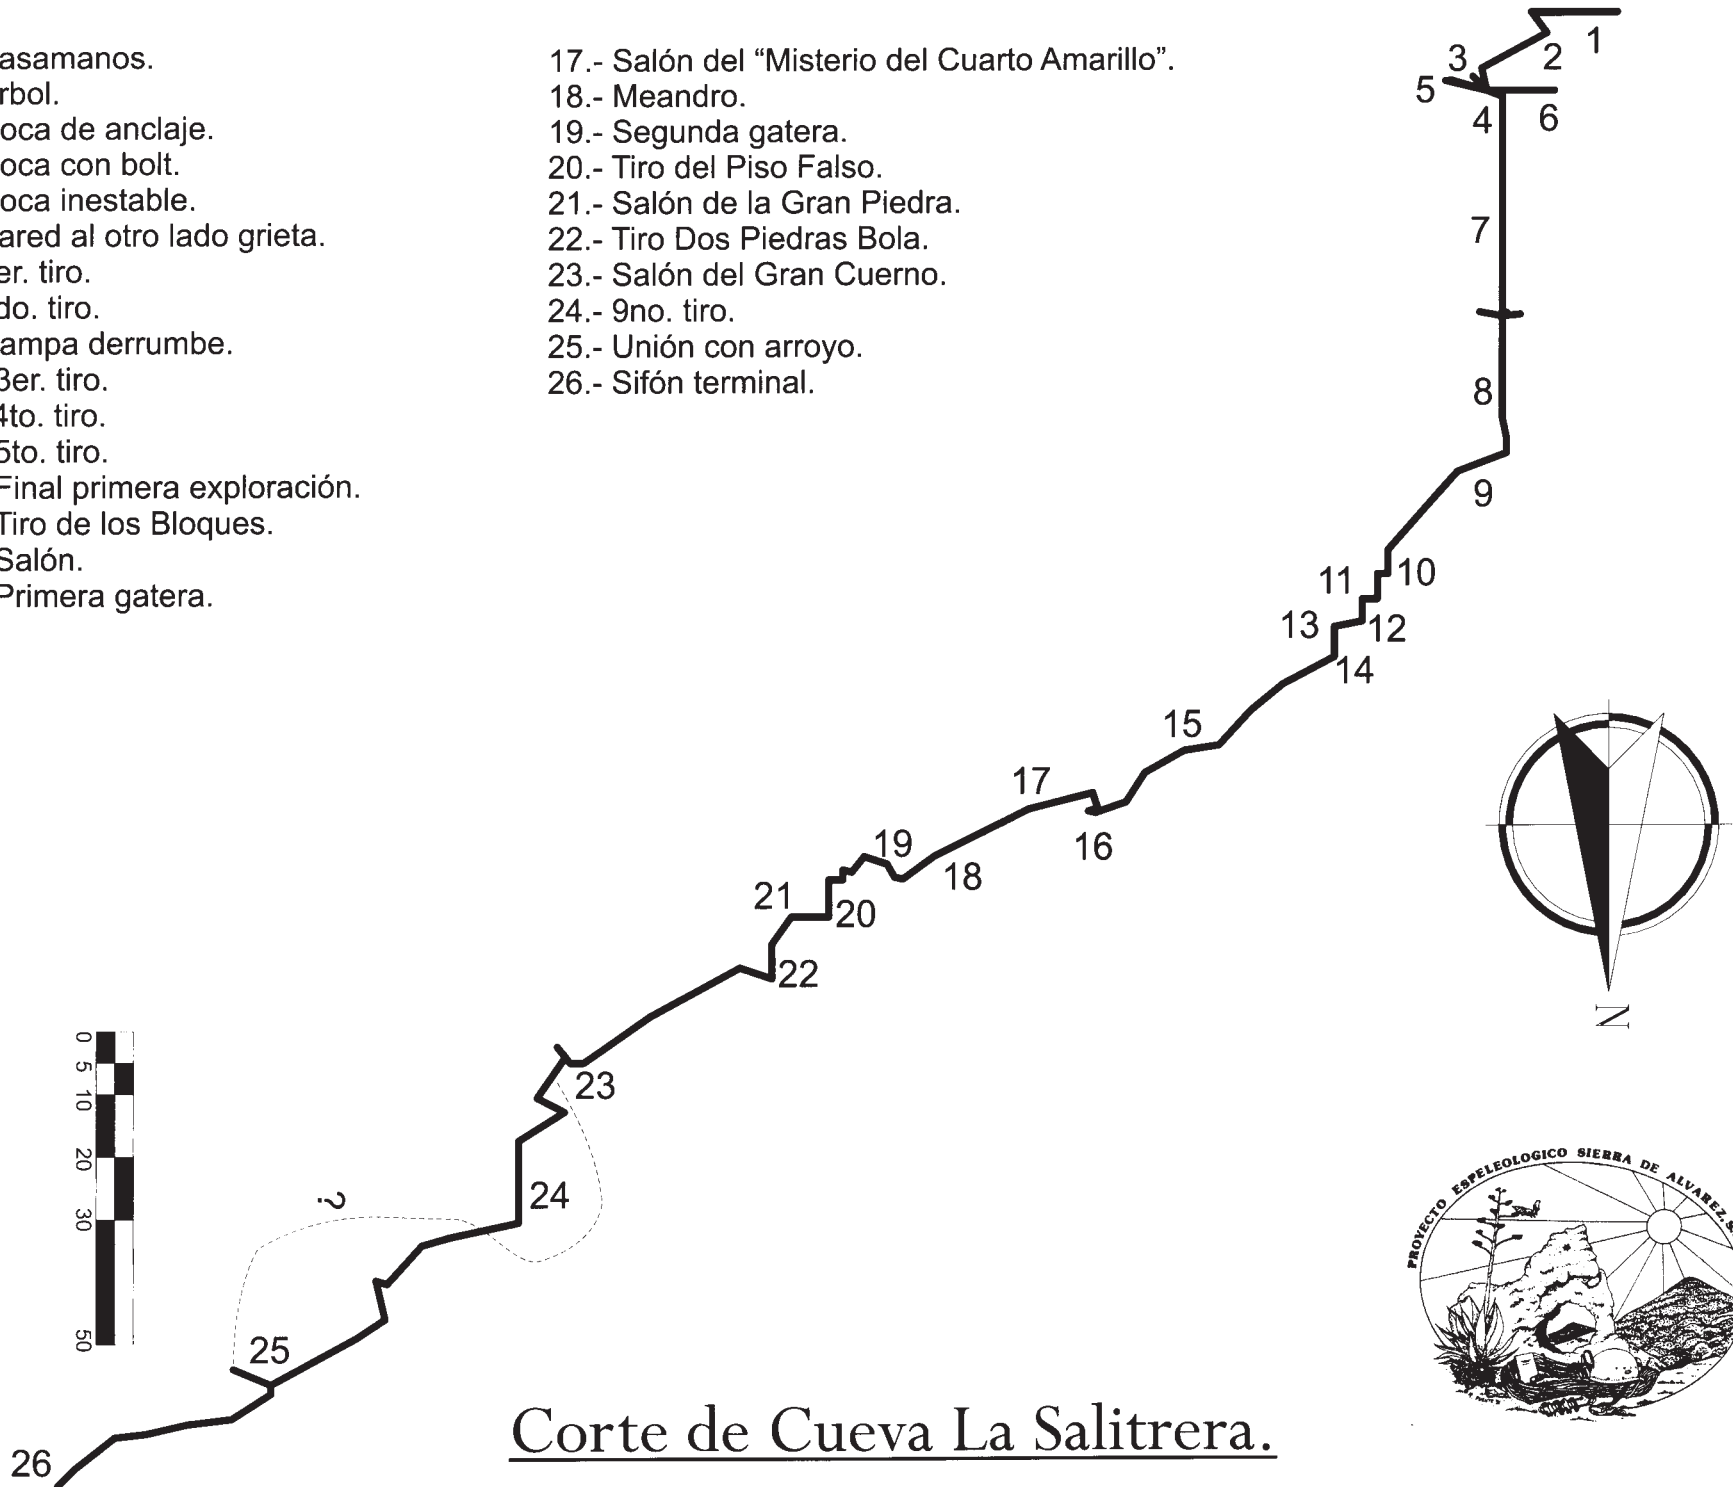 asamanos.
rbol.
oca de anclaje.
oca con bolt.
oca inestable.
ared al otro lado grieta.
er. tiro.
do. tiro.
ampa derrumbe.
3er. tiro.
4to. tiro.
5to. tiro.
Final primera exploración.
Tiro de los Bloques.
Salón.
Primera gatera.
17.- Salón del “Misterio del Cuarto Amarillo”.
18.- Meandro.
19.- Segunda gatera.
20.- Tiro del Piso Falso.
21.- Salón de la Gran Piedra.
22.- Tiro Dos Piedras Bola.
23.- Salón del Gran Cuerno.
24.- 9no. tiro.
25.- Unión con arroyo.
26.- Sifón terminal.
1
2
3
5
4
6
7
8
9
10
11
12
13
14
15
17
16
19
18
21
20
22
23
24
?
25
26
0
5
10
20
30
50
N
PROYECTO ESPELEOLOGICO SIERRA DE ALVAREZ, S.
Corte de Cueva La Salitrera.